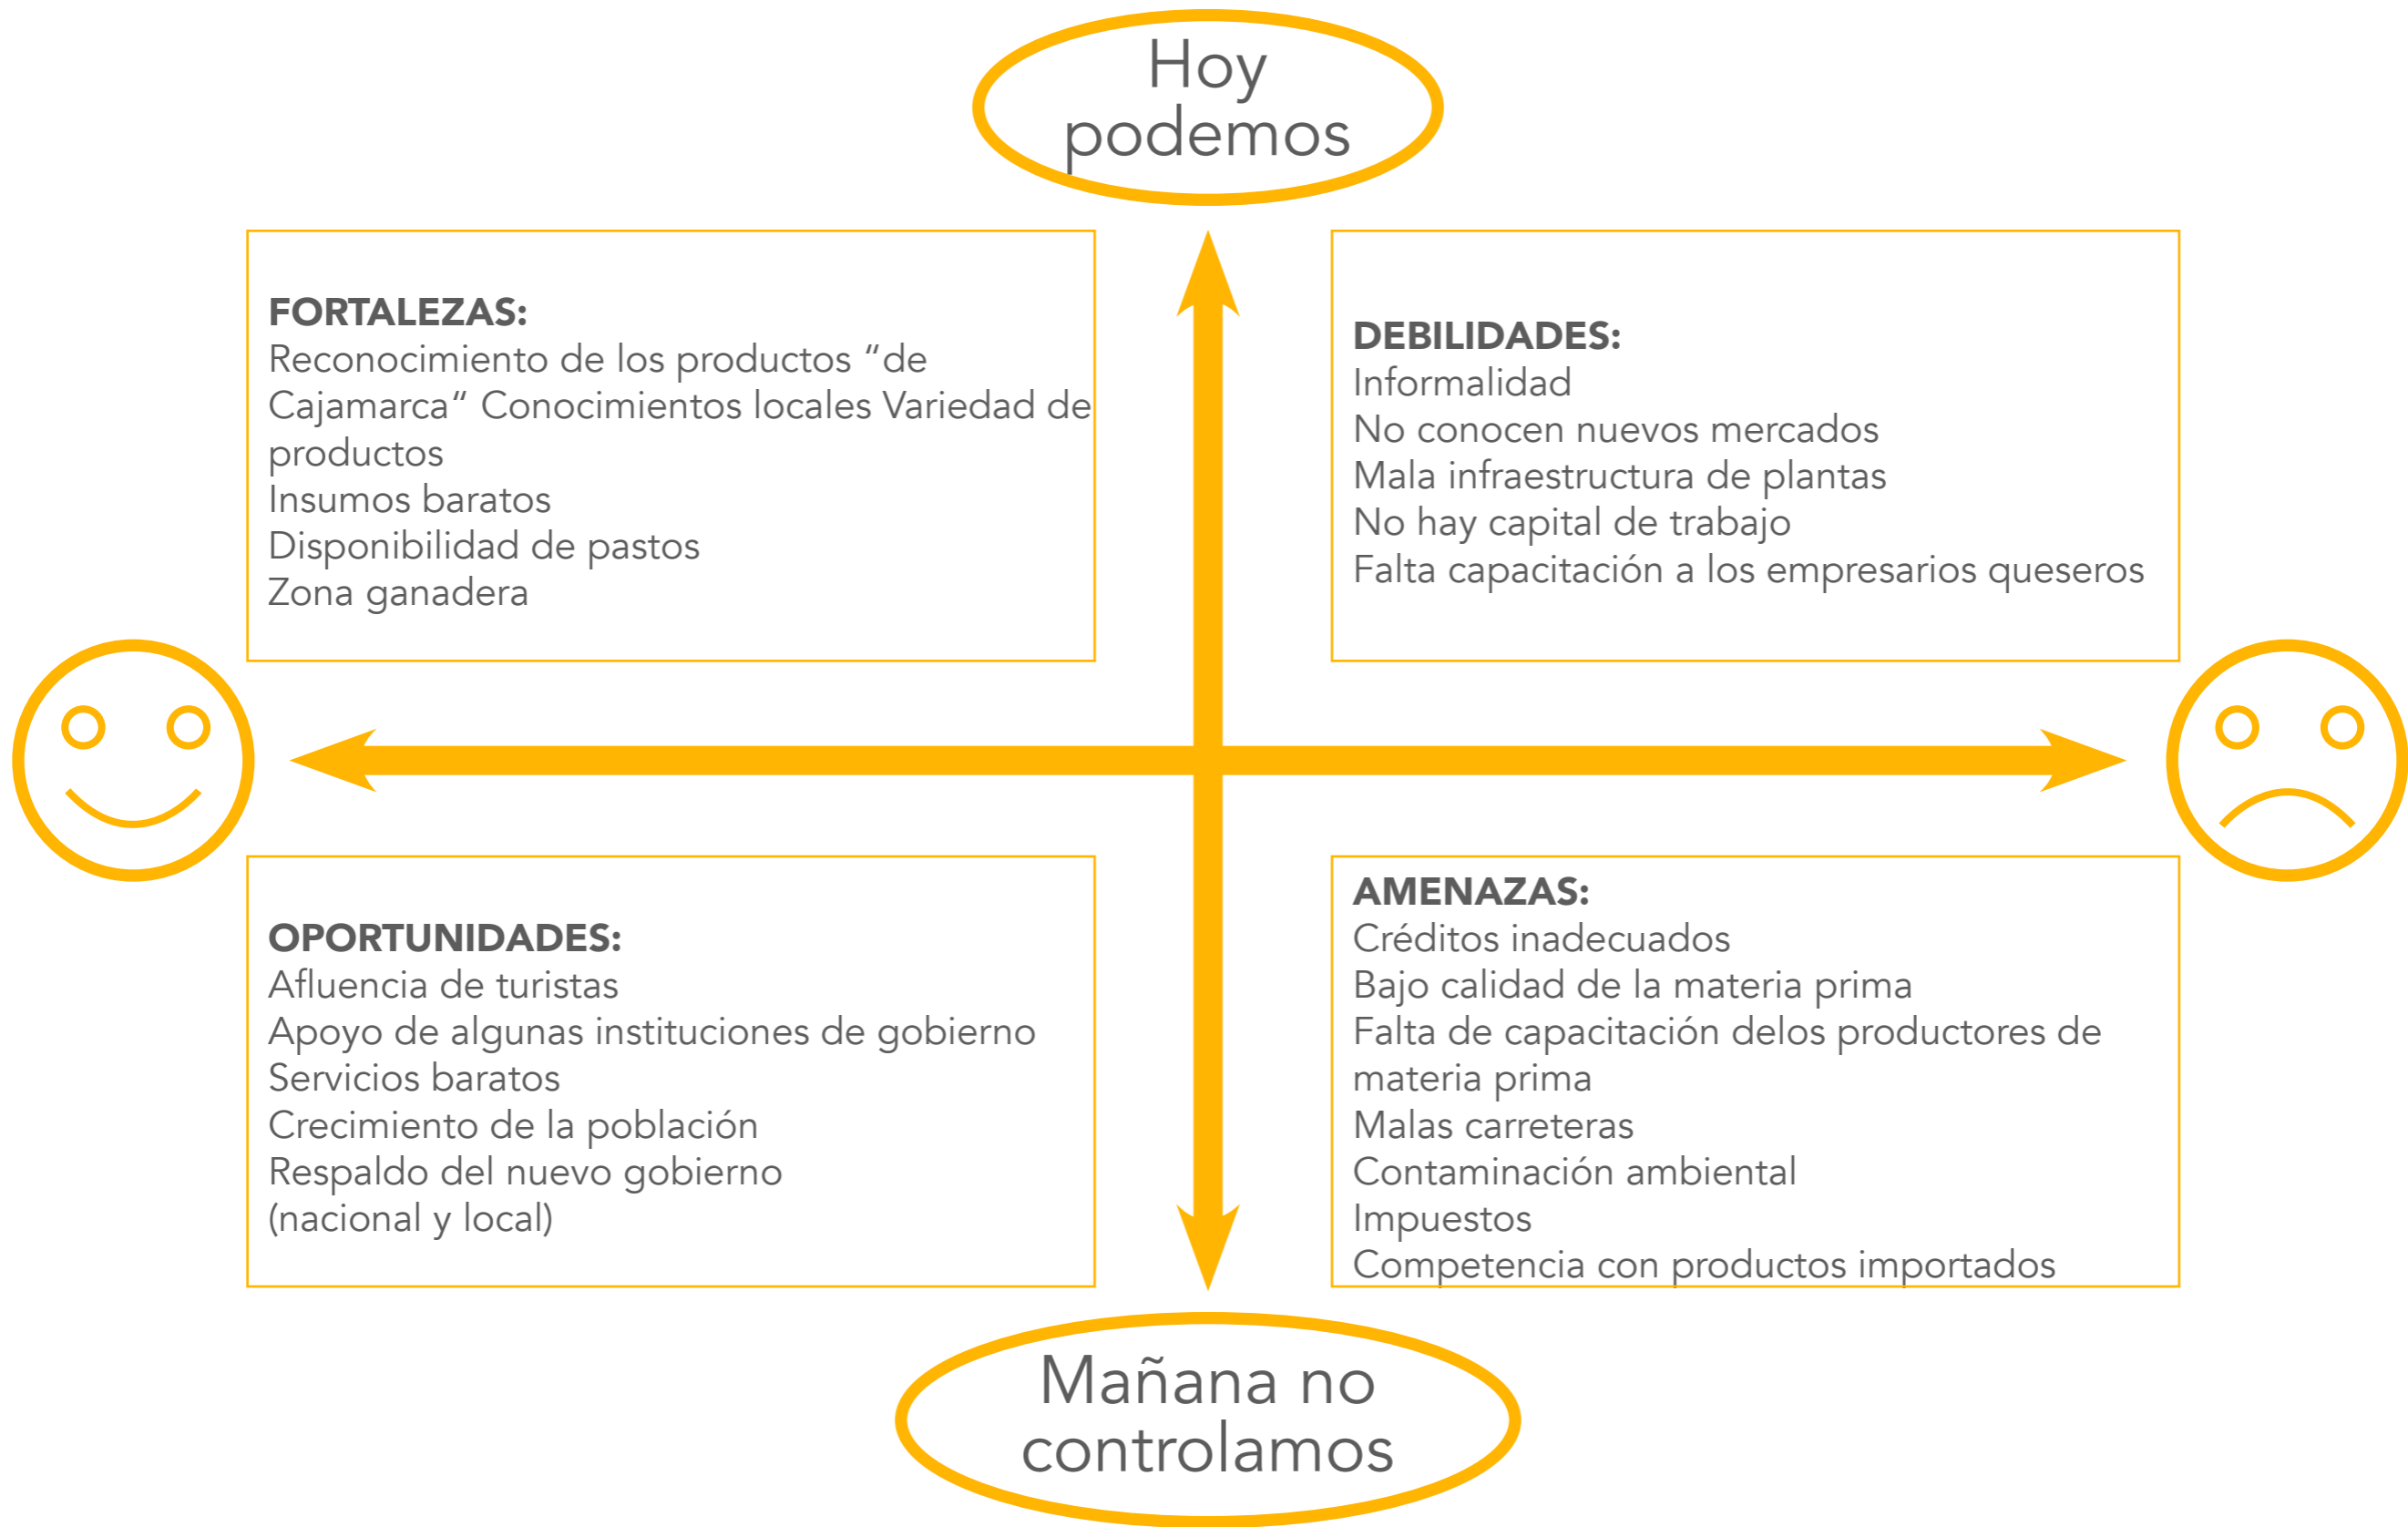 Hoy
podemos
FORTALEZAS:
Reconocimiento de los productos “de
Cajamarca“ Conocimientos locales Variedad de
productos
Insumos baratos
Disponibilidad de pastos
Zona ganadera
DEBILIDADES:
Informalidad
No conocen nuevos mercados
Mala infraestructura de plantas
No hay capital de trabajo
Falta capacitación a los empresarios queseros
OPORTUNIDADES:
Afluencia de turistas
Apoyo de algunas instituciones de gobierno
Servicios baratos
Crecimiento de la población
Respaldo del nuevo gobierno
(nacional y local)
AMENAZAS:
Créditos inadecuados
Bajo calidad de la materia prima
Falta de capacitación delos productores de
materia prima
Malas carreteras
Contaminación ambiental
Impuestos
Competencia con productos importados
Mañana no
controlamos